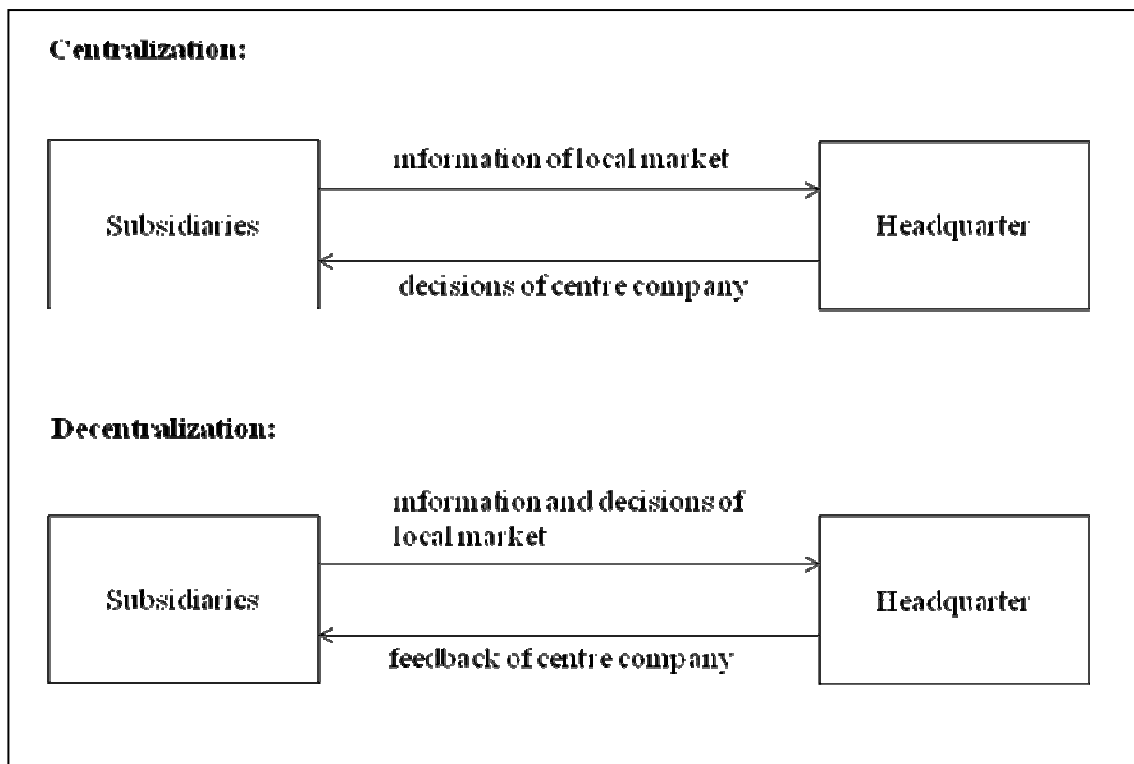 Centralization:
information of local market
Subsidiaries
Headquarter
decisions of centre company
Decentralization:
information and decisions of
local market
Subsidiaries
Headquarter
feedback of centre company